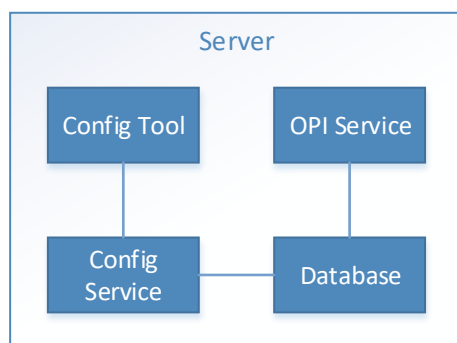 Server
Config Tool
OPI Service
Config
Service
Database